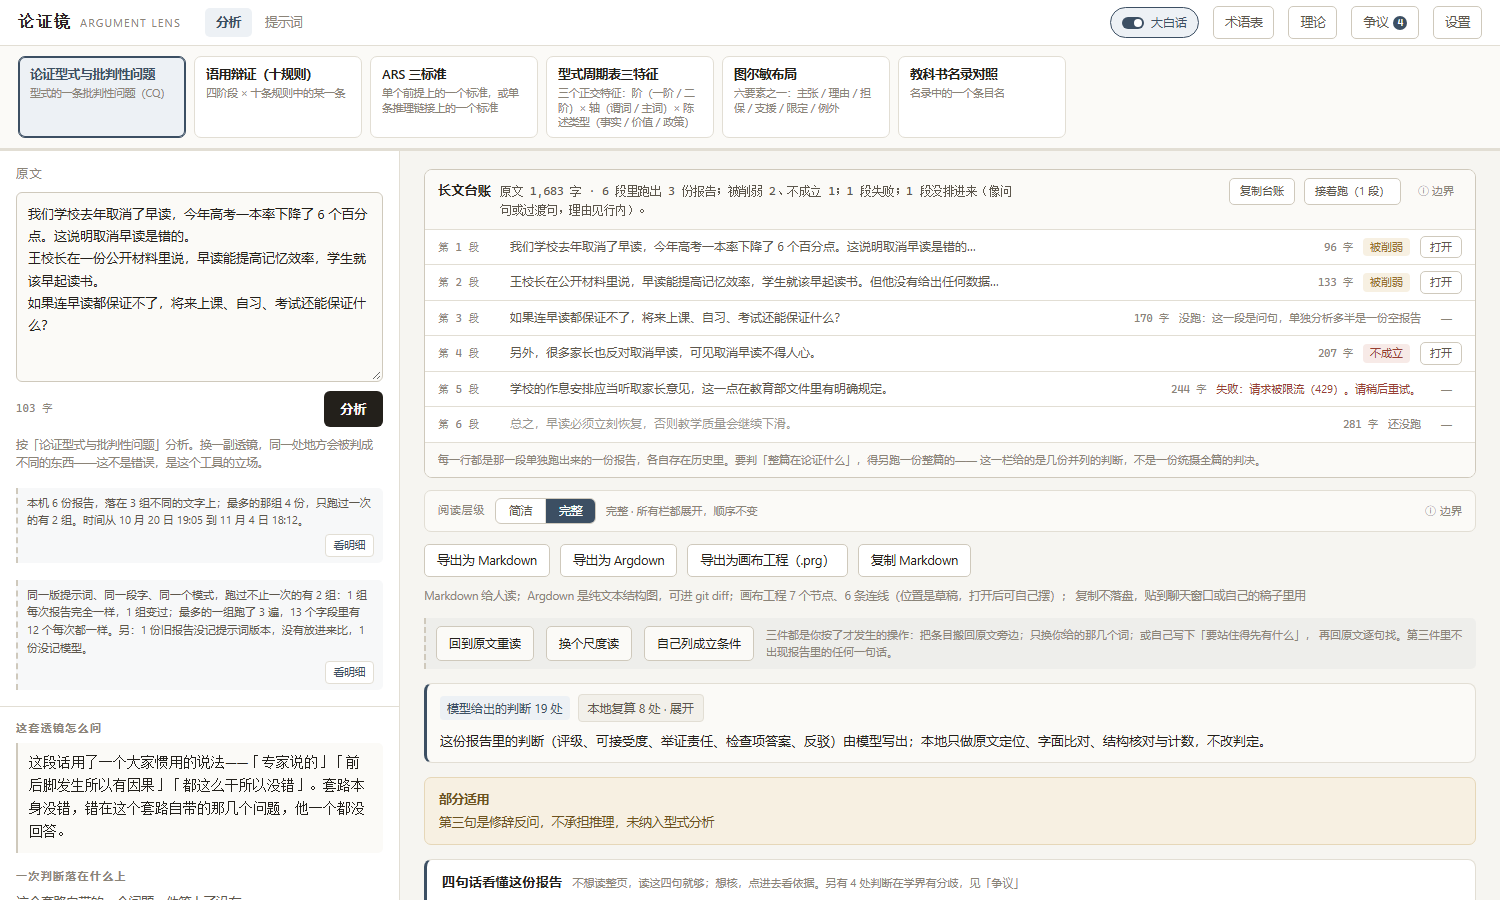 论证镜 ARGUMENT LENS 分析 提示词 大白话 术语表 理论 争议 4 设置
论证型式与批判性问题
型式的一条批判性问题（CQ）
语用辩证（十规则）
四阶段 × 十条规则中的某一条
ARS 三标准
单个前提上的一个标准，或单
条推理链接上的一个标准
型式周期表三特征
三个正交特征：阶（一阶 / 二
阶）× 轴（谓词 / 主词）× 陈
述类型（事实 / 价值 / 政策）
图尔敏布局
六要素之一：主张 / 理由 / 担
保 / 支援 / 限定 / 例外
教科书名录对照
名录中的一个条目名
原文
我们学校去年取消了早读，今年高考一本率下降了 6 个百分
点。这说明取消早读是错的。
王校长在一份公开材料里说，早读能提高记忆效率，学生就
该早起读书。
如果连早读都保证不了，将来上课、自习、考试还能保证什
么？
103 字 分析
按「论证型式与批判性问题」分析。换一副透镜，同一处地方会被判成
不同的东西——这不是错误，是这个工具的立场。
本机 6 份报告，落在 3 组不同的文字上；最多的那组 4 份，只跑过一次
的有 2 组。时间从 10 月 20 日 19:05 到 11 月 4 日 18:12。
看明细
同一版提示词、同一段字、同一个模式，跑过不止一次的有 2 组：1 组
每次报告完全一样，1 组变过；最多的一组跑了 3 遍，13 个字段里有
12 个每次都一样。另：1 份旧报告没记提示词版本，没有放进来比，1
份没记模型。
看明细
这套透镜怎么问
这段话用了一个大家惯用的说法——「专家说的」「前
后脚发生所以有因果」「都这么干所以没错」。套路本
身没错，错在这个套路自带的那几个问题，他一个都没
回答。
一次判断落在什么上
长文台账 原文 1,683 字 · 6 段里跑出 3 份报告；被削弱 2、不成立 1；1 段失败；1 段没排进来（像问
句或过渡句，理由见行内）。
复制台账 接着跑（1 段） ⓘ 边界
第 1 段 我们学校去年取消了早读，今年高考一本率下降了 6 个百分点。这说明取消早读是错的… 96 字 被削弱 打开
第 2 段 王校长在公开材料里说，早读能提高记忆效率，学生就该早起读书。但他没有给出任何数据… 133 字 被削弱 打开
第 3 段 如果连早读都保证不了，将来上课、自习、考试还能保证什么？ 170 字 没跑：这一段是问句，单独分析多半是一份空报告 —
第 4 段 另外，很多家长也反对取消早读，可见取消早读不得人心。 207 字 不成立 打开
第 5 段 学校的作息安排应当听取家长意见，这一点在教育部文件里有明确规定。 244 字 失败：请求被限流（429）。请稍后重试。 —
第 6 段 总之，早读必须立刻恢复，否则教学质量会继续下滑。 281 字 还没跑 —
每一行都是那一段单独跑出来的一份报告，各自存在历史里。要判「整篇在论证什么」，得另跑一份整篇的—— 这一栏给的是几份并列的判断，不是一份统摄全篇的判决。
阅读层级 简洁 完整 完整 · 所有栏都展开，顺序不变 ⓘ 边界
导出为 Markdown 导出为 Argdown 导出为画布工程（.prg） 复制 Markdown
Markdown 给人读；Argdown 是纯文本结构图，可进 git diff；画布工程 7 个节点、6 条连线（位置是草稿，打开后可自己摆）； 复制不落盘，贴到聊天窗口或自己的稿子里用
回到原文重读 换个尺度读 自己列成立条件 三件都是你按了才发生的操作：把条目搬回原文旁边；只换你给的那几个词；或自己写下「要站住得先有什么」，再回原文逐句找。第三件里不
出现报告里的任何一句话。
模型给出的判断 19 处 本地复算 8 处 · 展开
这份报告里的判断（评级、可接受度、举证责任、检查项答案、反驳）由模型写出；本地只做原文定位、字面比对、结构核对与计数，不改判定。
部分适用
第三句是修辞反问，不承担推理，未纳入型式分析
四句话看懂这份报告 不想读整页，读这四句就够；想核，点进去看依据。另有 4 处判断在学界有分歧，见「争议」